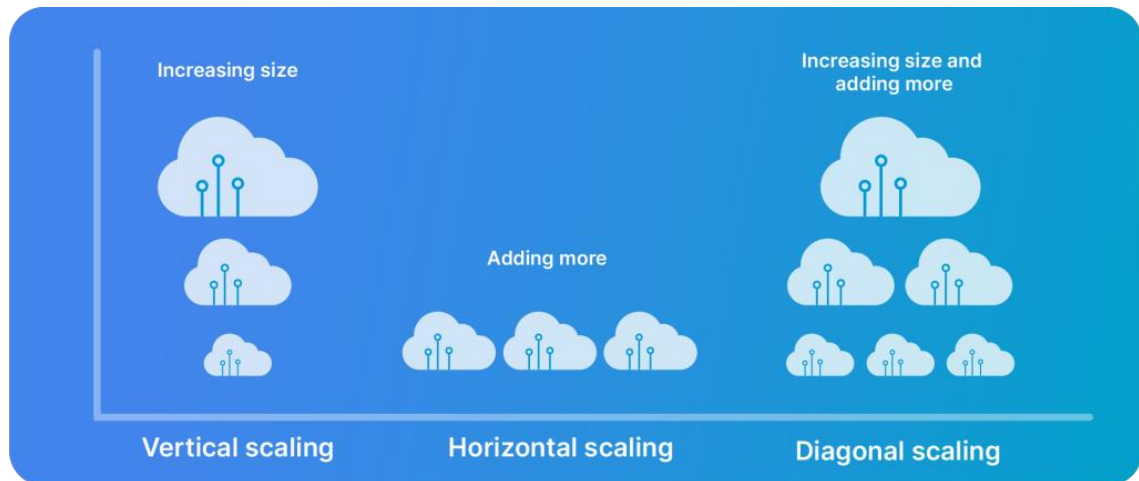 Increasing size
Increasing size and
adding more
Adding more
Vertical scaling
Horizontal scaling
Diagonal scaling